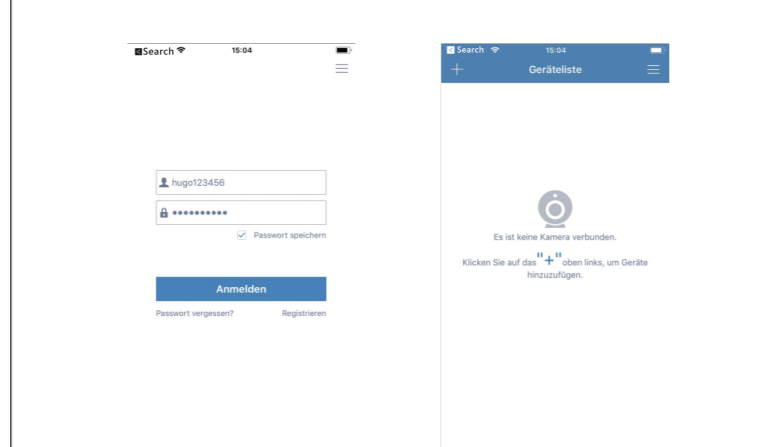 Search 15:04
hugo123456
••••••••••
Passwort speichern
Anmelden
Passwort vergessen? Registrieren
Search 15:04
+ Geräteliste
Es ist keine Kamera verbunden.
Klicken Sie auf das "+" oben links, um Geräte
hinzuzufügen.